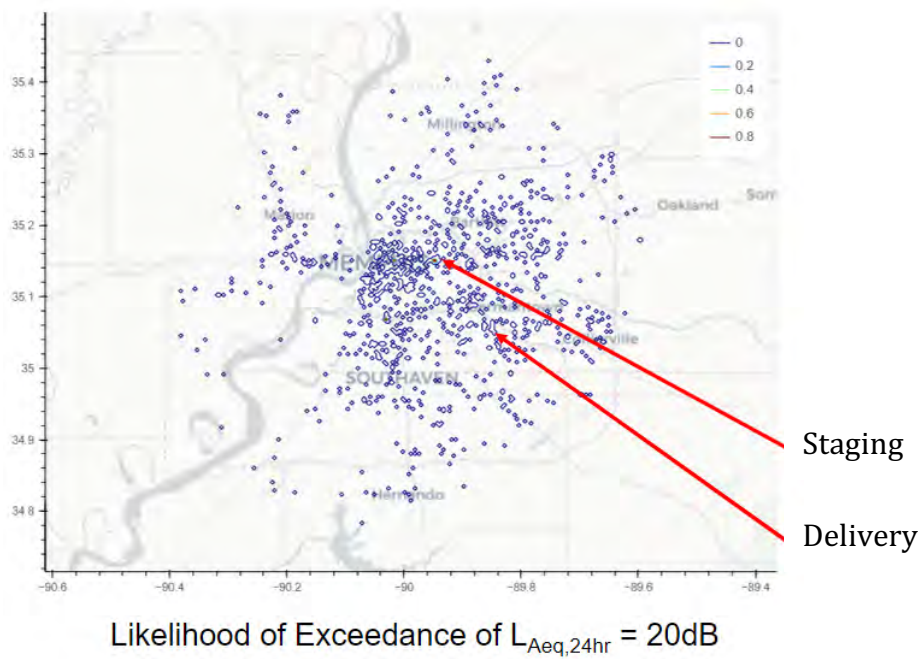 0
0.2
0.4
0.6
0.8
35.4
35.3
35.2
35.1
35
34.9
34.8
Millington
Oakland
Marion
SOUTHAVEN
Hernando
−90.6
−90.4
−90.2
−90
−89.8
−89.6
−89.4
Staging
Delivery
Likelihood of Exceedance of LAeq,24hr = 20dB